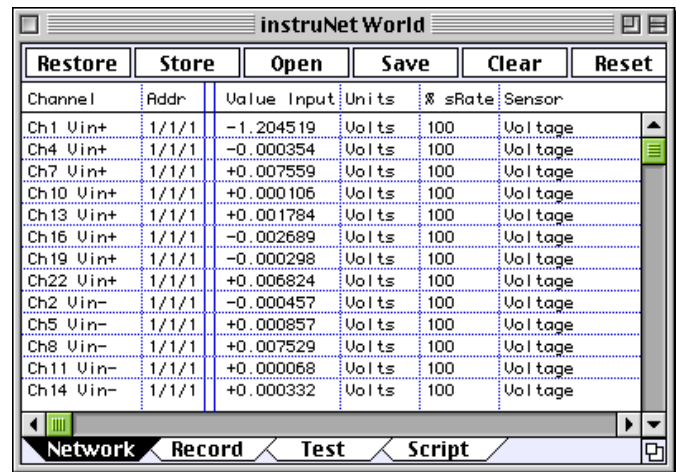 instruNet World
Restore Store Open Save Clear Reset
Channel Addr Value Input Units % sRate Sensor
Ch1 Vin+ 1/1/1 -1.204519 Volts 100 Voltage
Ch4 Vin+ 1/1/1 -0.000354 Volts 100 Voltage
Ch7 Vin+ 1/1/1 +0.007559 Volts 100 Voltage
Ch10 Vin+ 1/1/1 +0.000106 Volts 100 Voltage
Ch13 Vin+ 1/1/1 +0.001784 Volts 100 Voltage
Ch16 Vin+ 1/1/1 -0.002689 Volts 100 Voltage
Ch19 Vin+ 1/1/1 -0.000298 Volts 100 Voltage
Ch22 Vin+ 1/1/1 +0.006824 Volts 100 Voltage
Ch2 Vin- 1/1/1 -0.000457 Volts 100 Voltage
Ch5 Vin- 1/1/1 +0.000857 Volts 100 Voltage
Ch8 Vin- 1/1/1 +0.007529 Volts 100 Voltage
Ch11 Vin- 1/1/1 +0.000068 Volts 100 Voltage
Ch14 Vin- 1/1/1 +0.000332 Volts 100 Voltage
Network Record Test Script